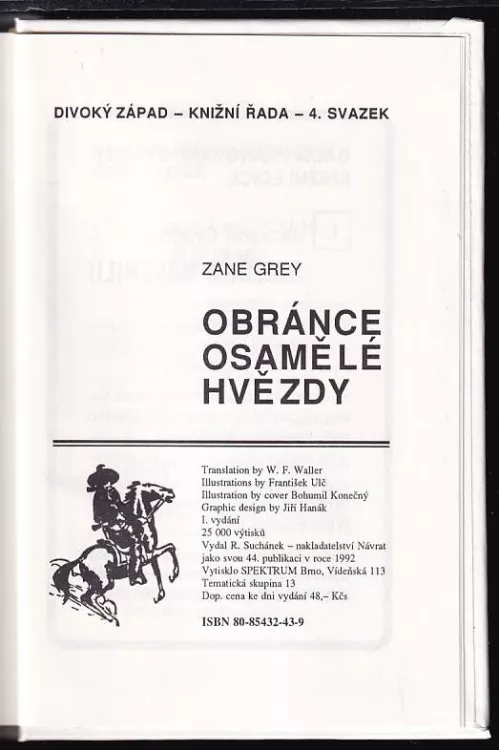 DIVOKÝ ZÁPAD – KNIŽNÍ ŘADA – 4. SVAZEK
ZANE GREY
OBRÁNCE
OSAMĚLÉ
HVĚZDY
Translation by W. F. Waller
Illustrations by František Ulč
Illustration by cover Bohumil Konečný
Graphic design by Jiří Hanák
I. vydání
25 000 výtisků
Vydal R. Suchánek – nakladatelství Návrat
jako svou 44. publikaci v roce 1992
Vytisklo SPEKTRUM Brno, Vídeňská 113
Tematická skupina 13
Dop. cena ke dni vydání 48,– Kčs
ISBN 80-85432-43-9